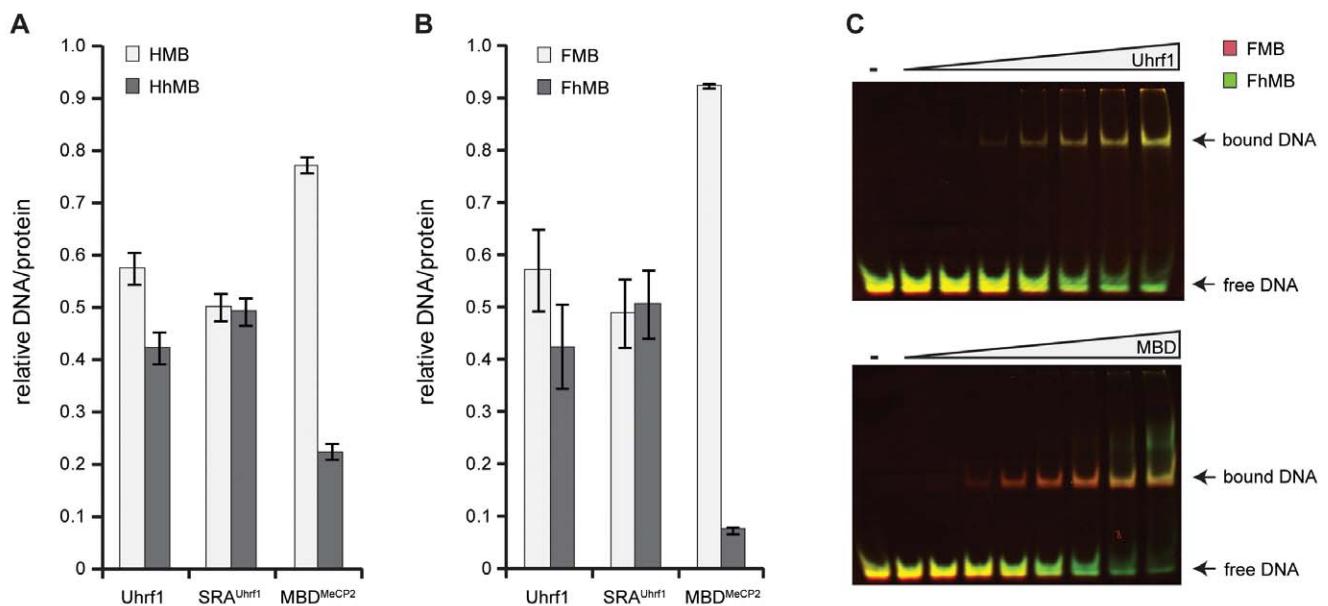 A
relative DNA/protein
1.0
0.9
0.8
0.7
0.6
0.5
0.4
0.3
0.2
0.1
0
HMB
HhMB
Uhrf1
SRAUhrf1
MBDMeCP2
B
relative DNA/protein
1.0
0.9
0.8
0.7
0.6
0.5
0.4
0.3
0.2
0.1
0
FMB
FhMB
Uhrf1
SRAUhrf1
MBDMeCP2
C
FMB
FhMB
-
Uhrf1
bound DNA
free DNA
-
MBD
bound DNA
free DNA